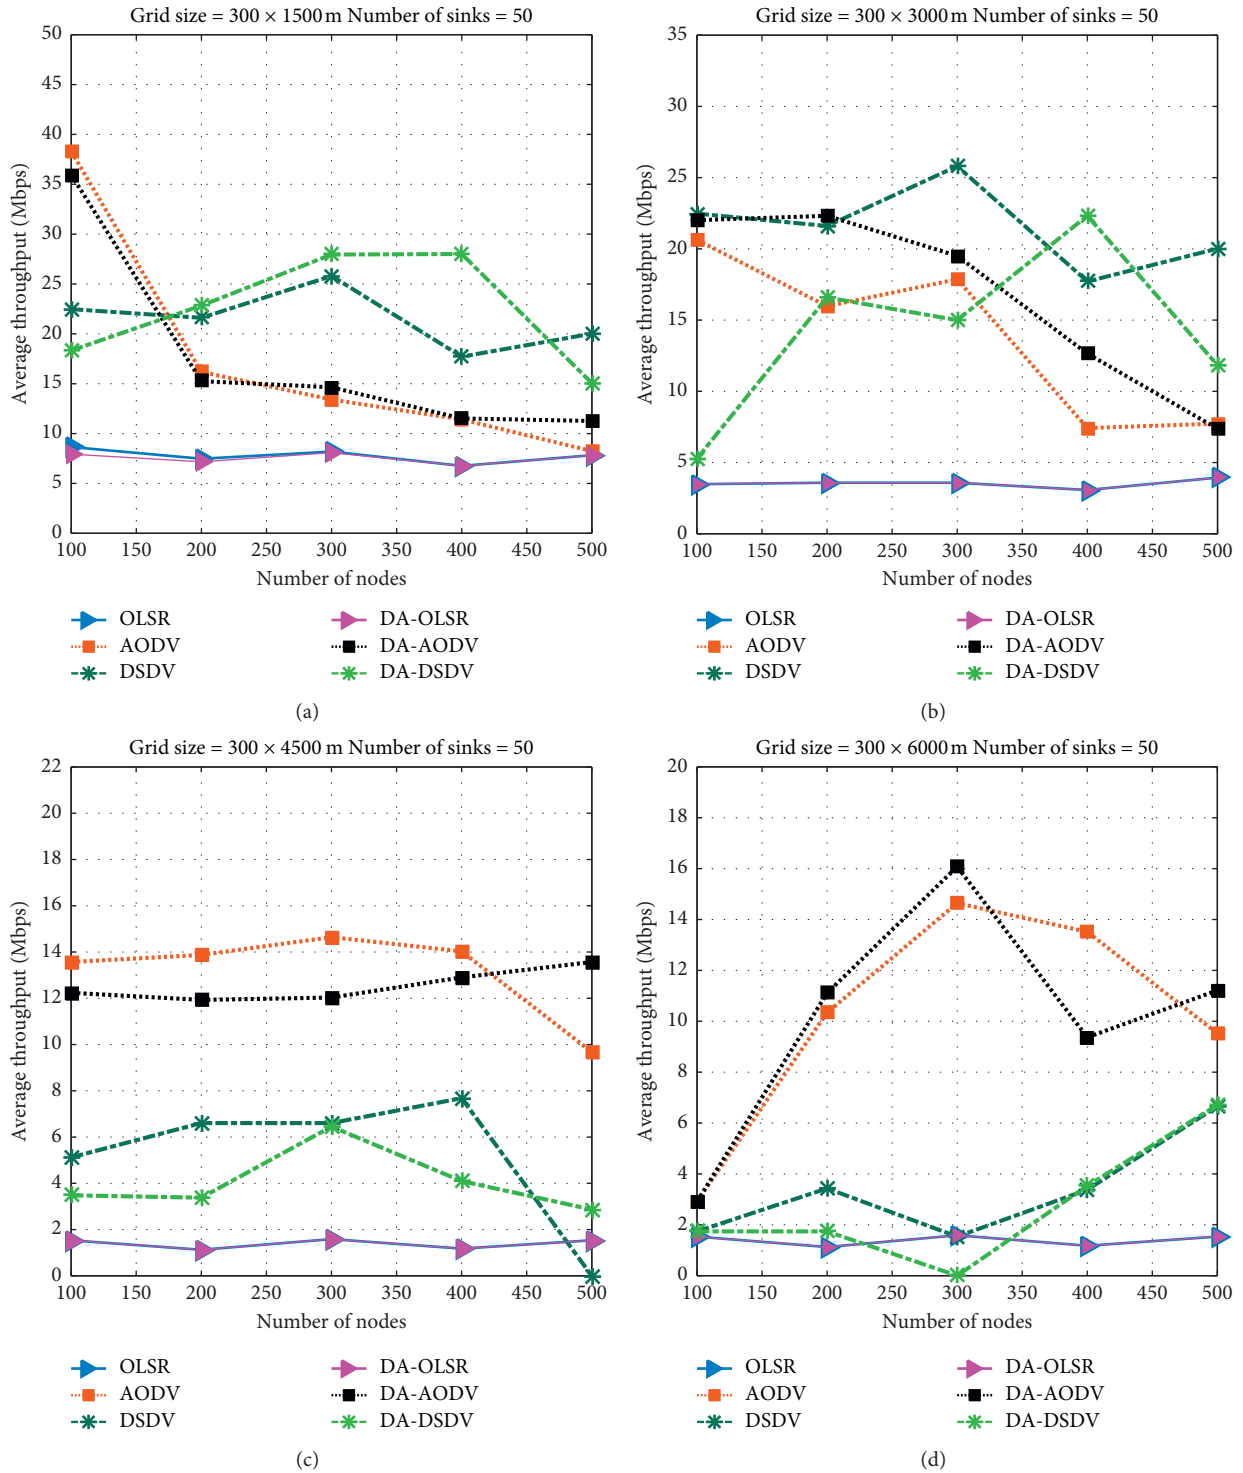 Grid size = 300 × 1500 m Number of sinks = 50
50
45
40
35
30
25
20
15
10
5
0
Average throughput (Mbps)
100 150 200 250 300 350 400 450 500
Number of nodes
OLSR DA-OLSR
AODV DA-AODV
DSDV DA-DSDV
(a)
Grid size = 300 × 3000 m Number of sinks = 50
35
30
25
20
15
10
5
0
Average throughput (Mbps)
100 150 200 250 300 350 400 450 500
Number of nodes
OLSR DA-OLSR
AODV DA-AODV
DSDV DA-DSDV
(b)
Grid size = 300 × 4500 m Number of sinks = 50
22
20
18
16
14
12
10
8
6
4
2
0
Average throughput (Mbps)
100 150 200 250 300 350 400 450 500
Number of nodes
OLSR DA-OLSR
AODV DA-AODV
DSDV DA-DSDV
(c)
Grid size = 300 × 6000 m Number of sinks = 50
20
18
16
14
12
10
8
6
4
2
0
Average throughput (Mbps)
100 150 200 250 300 350 400 450 500
Number of nodes
OLSR DA-OLSR
AODV DA-AODV
DSDV DA-DSDV
(d)